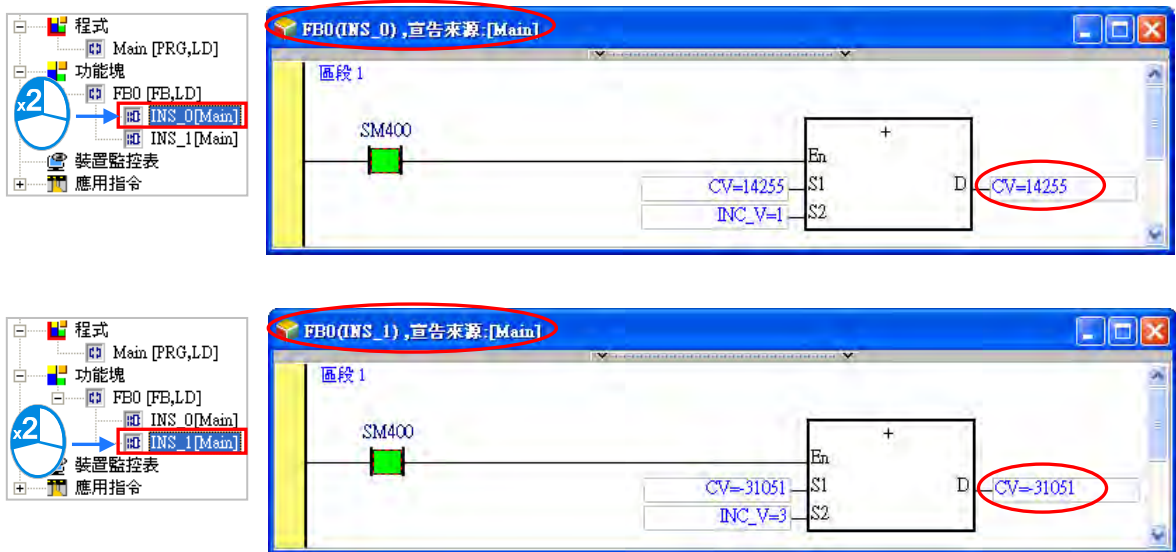 程式
Main [PRG,LD]
功能塊
FB0 [FB,LD]
INS_0[Main]
INS_1[Main]
裝置監控表
應用指令
x2
FB0(INS_0) ,宣告來源:[Main]
區段 1
SM400
+
En
CV=14255 S1 D CV=14255
INC_V=1 S2
程式
Main [PRG,LD]
功能塊
FB0 [FB,LD]
INS_0[Main]
INS_1[Main]
裝置監控表
應用指令
x2
FB0(INS_1) ,宣告來源:[Main]
區段 1
SM400
+
En
CV=-31051 S1 D CV=-31051
INC_V=3 S2